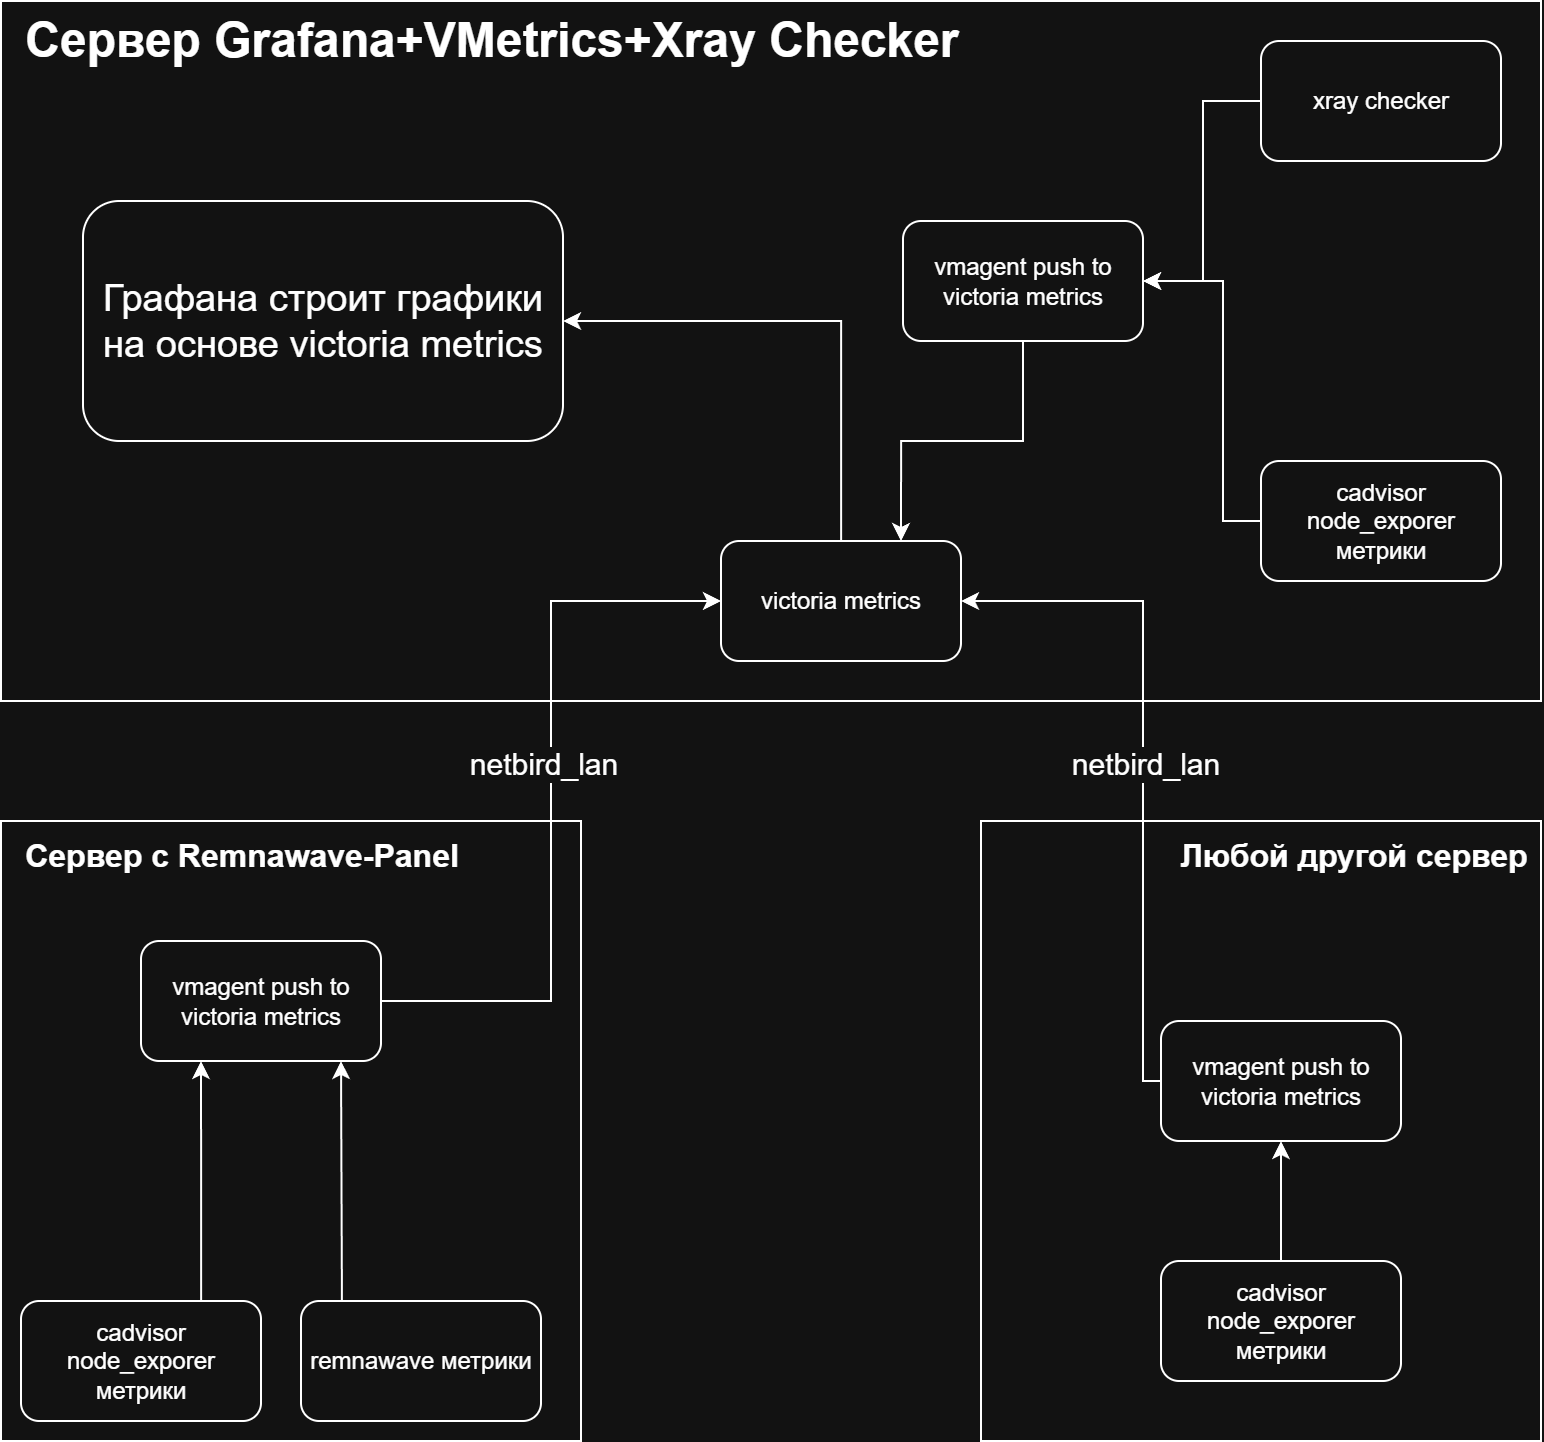 Сервер Grafana+VMetrics+Xray Checker
xray checker
vmagent push to
victoria metrics
Графана строит графики
на основе victoria metrics
cadvisor
node_exporer
метрики
victoria metrics
netbird_lan
netbird_lan
Сервер с Remnawave-Panel
vmagent push to
victoria metrics
cadvisor
node_exporer
метрики
remnawave метрики
Любой другой сервер
vmagent push to
victoria metrics
cadvisor
node_exporer
метрики